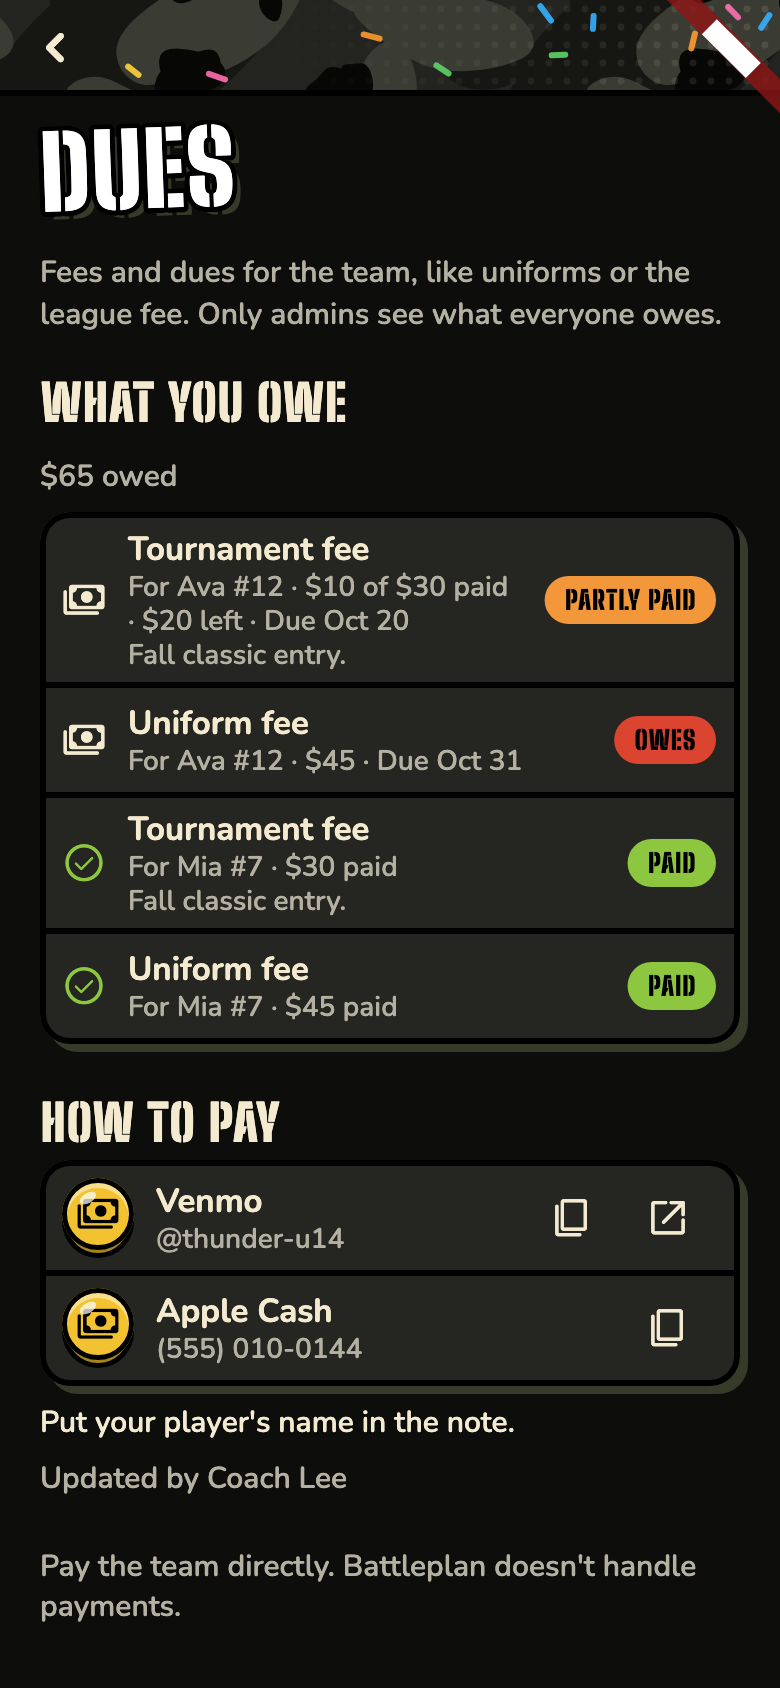 DUES
Fees and dues for the team, like uniforms or the
league fee. Only admins see what everyone owes.
WHAT YOU OWE
$65 owed
Tournament fee
For Ava #12 · $10 of $30 paid
· $20 left · Due Oct 20
Fall classic entry.
PARTLY PAID
Uniform fee
For Ava #12 · $45 · Due Oct 31
OWES
Tournament fee
For Mia #7 · $30 paid
Fall classic entry.
PAID
Uniform fee
For Mia #7 · $45 paid
PAID
HOW TO PAY
Venmo
@thunder-u14
Apple Cash
(555) 010-0144
Put your player's name in the note.
Updated by Coach Lee
Pay the team directly. Battleplan doesn't handle
payments.